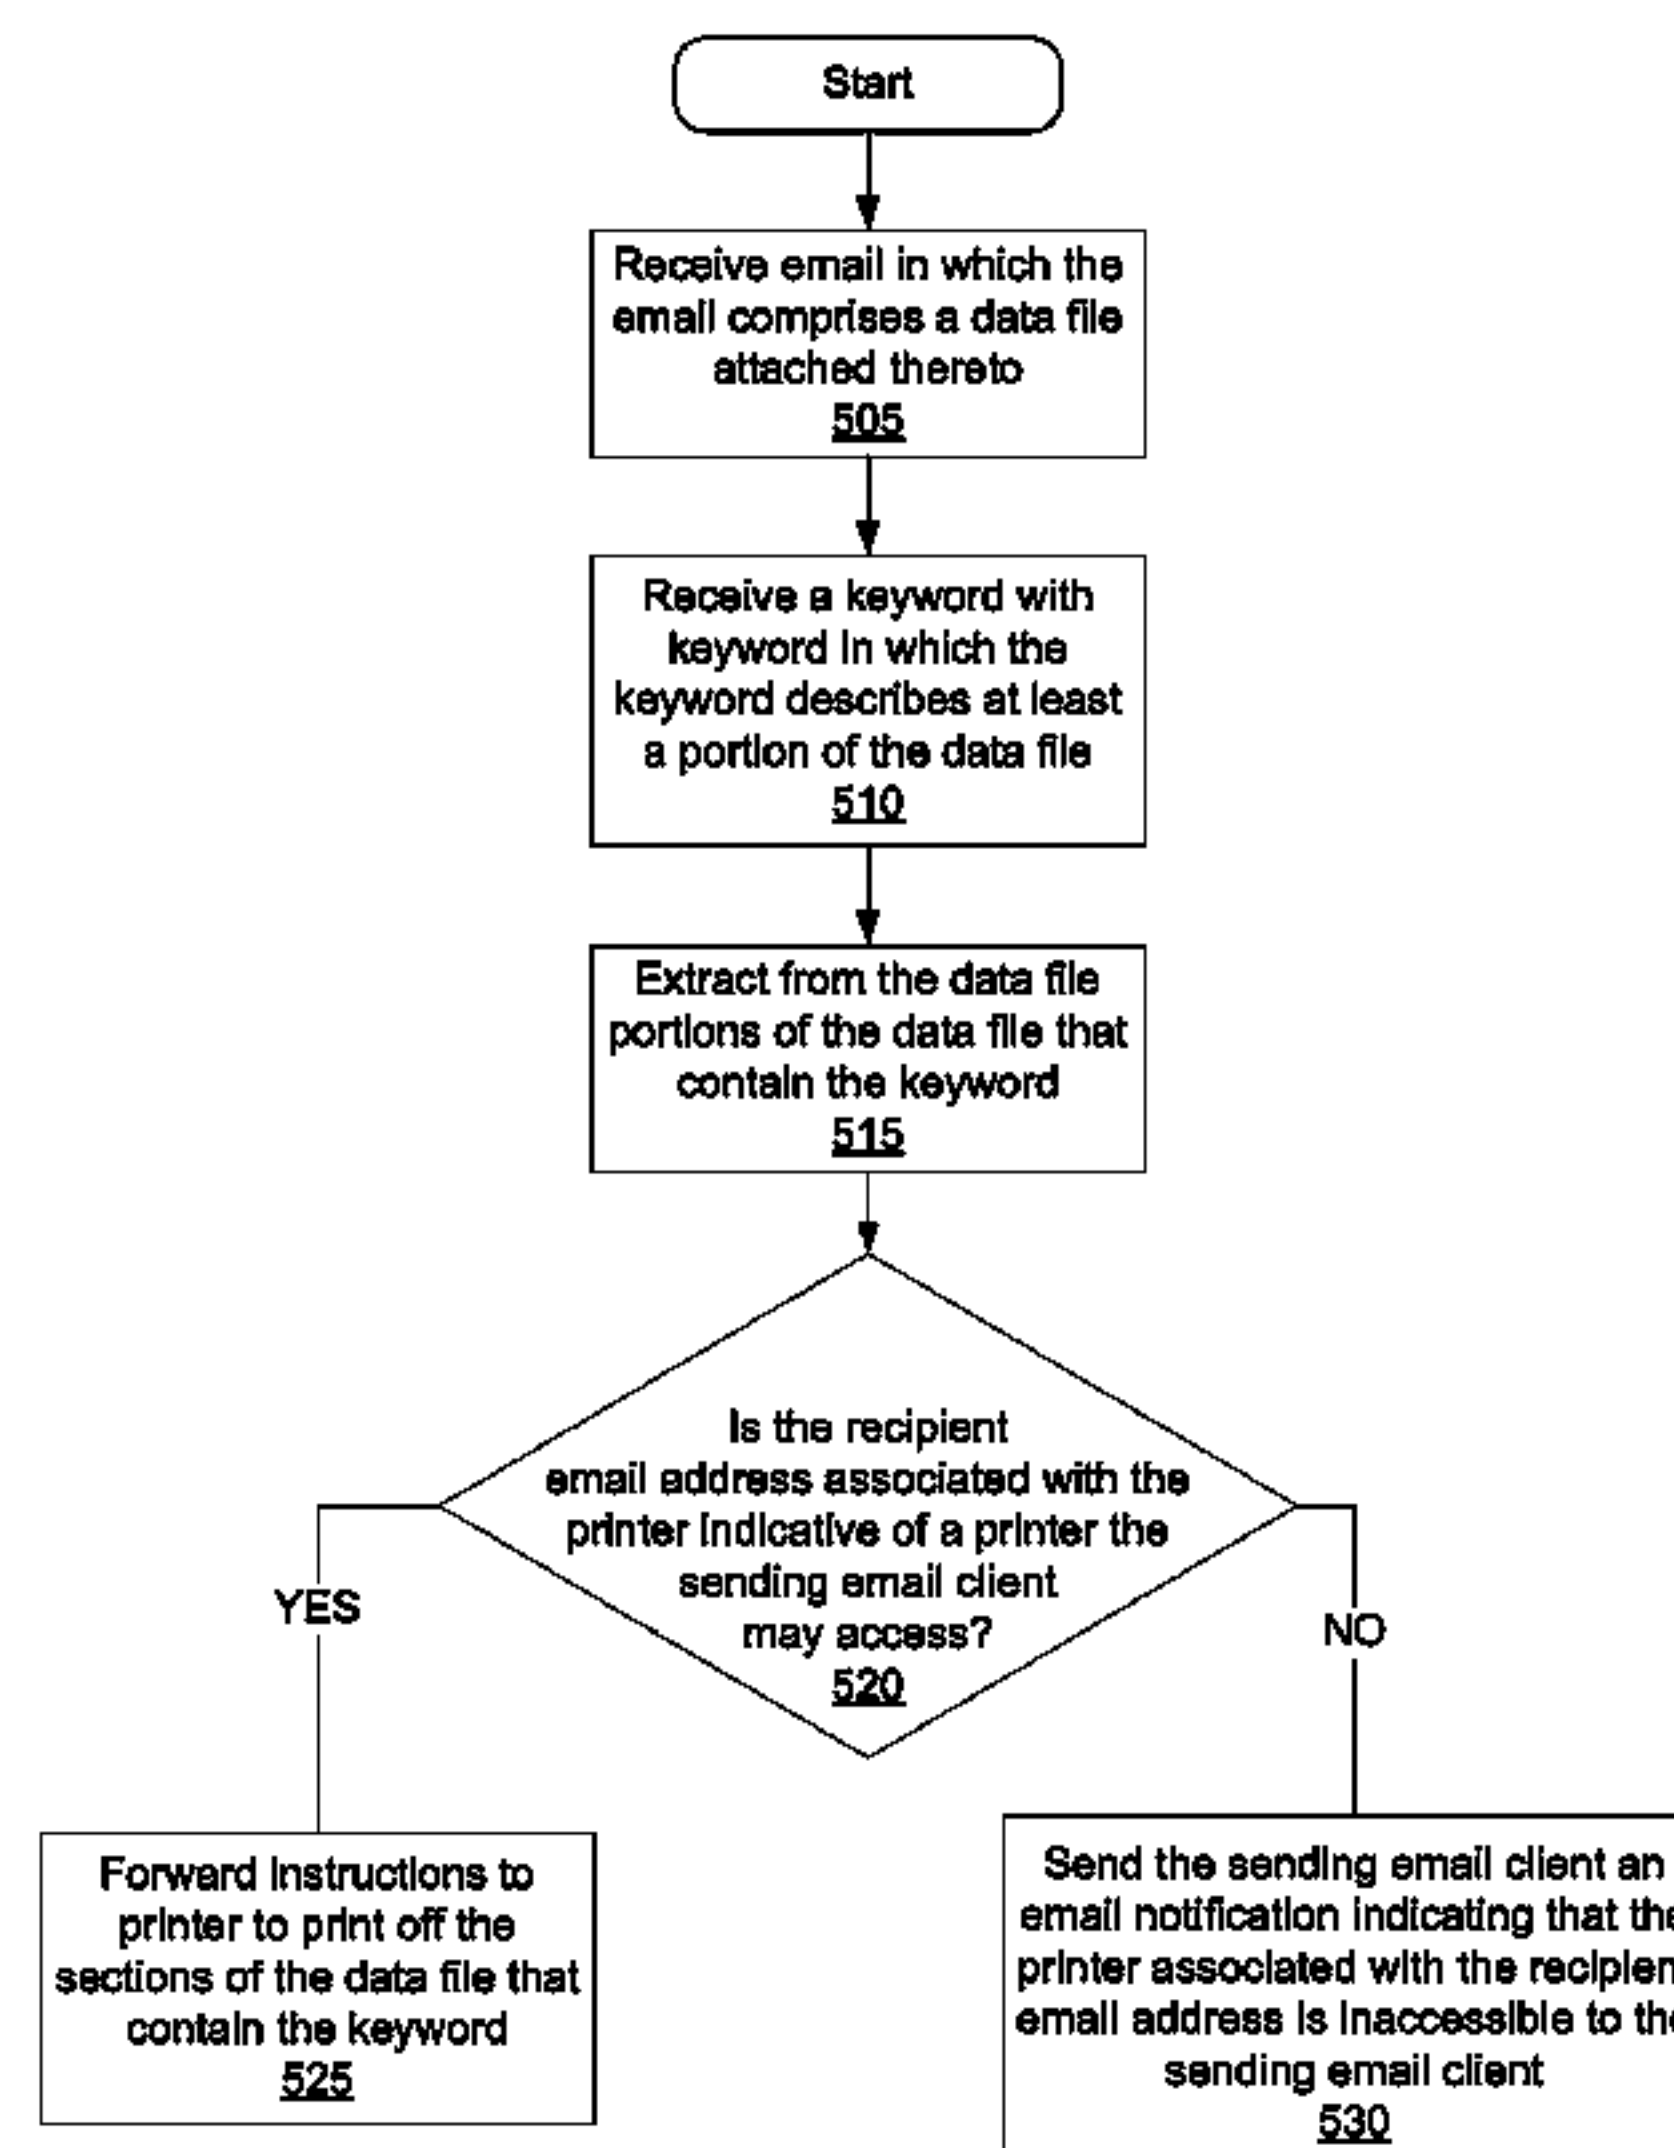 Start
Receive email in which the
email comprises a data file
attached thereto
505
Receive a keyword with
keyword in which the
keyword describes at least
a portion of the data file
510
Extract from the data file
portions of the data file that
contain the keyword
515
Is the recipient
email address associated with the
printer indicative of a printer the
sending email client
may access?
520
YES
NO
Forward instructions to
printer to print off the
sections of the data file that
contain the keyword
525
Send the sending email client an
email notification indicating that the
printer associated with the recipien
email address is inaccessible to the
sending email client
530